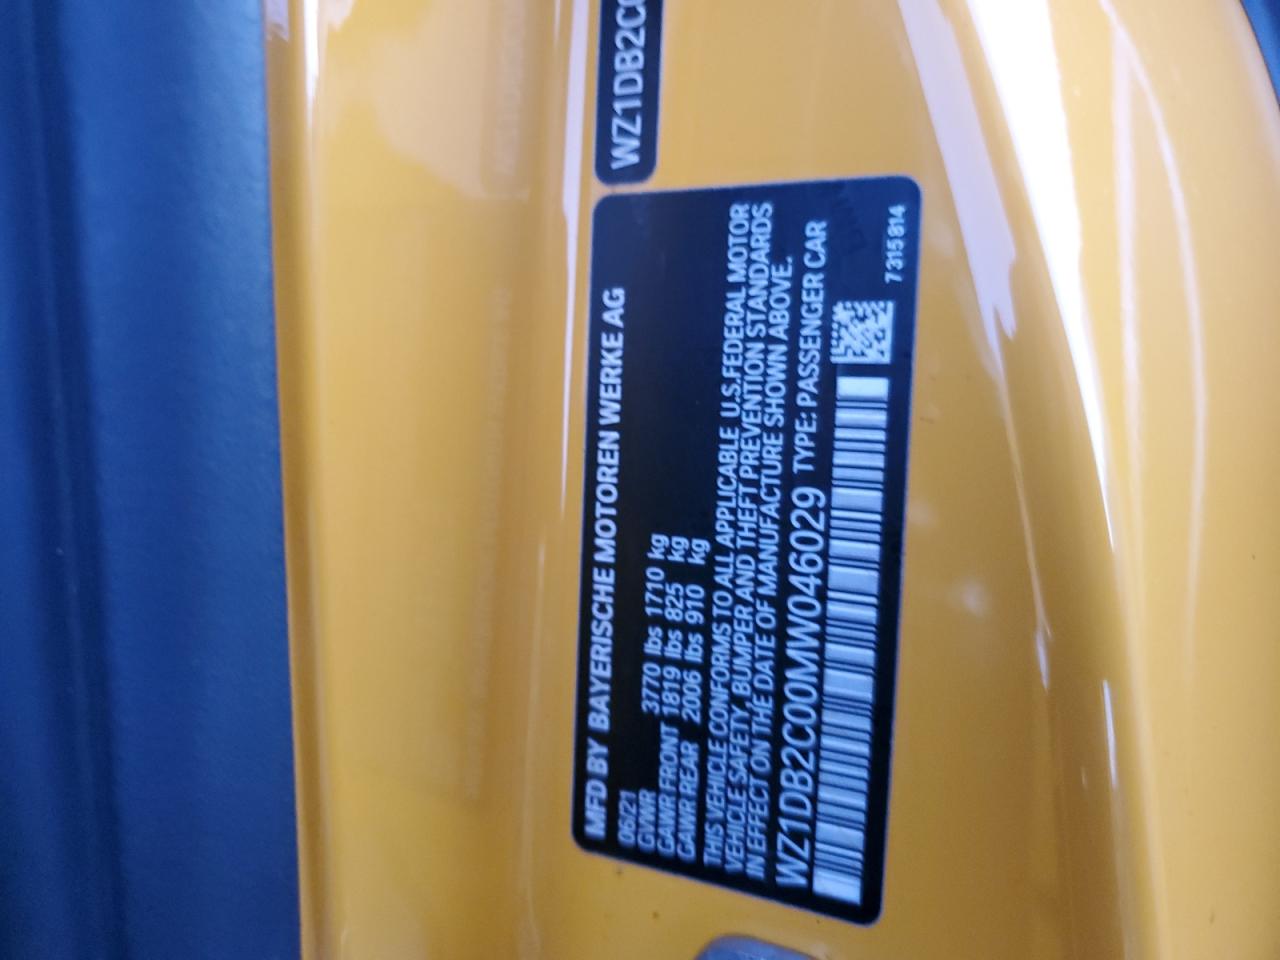 WZ1DB2C
MFD BY BAYERISCHE MOTOREN WERKE AG
06/21
GVWR 3770 lbs 1710 kg
GAWR FRONT 1819 lbs 825 kg
GAWR REAR 2006 lbs 910 kg
THIS VEHICLE CONFORMS TO ALL APPLICABLE U.S.FEDERAL MOTOR
VEHICLE SAFETY, BUMPER AND THEFT PREVENTION STANDARDS
IN EFFECT ON THE DATE OF MANUFACTURE SHOWN ABOVE.
WZ1DB2C00MW046029 TYPE: PASSENGER CAR
7315814